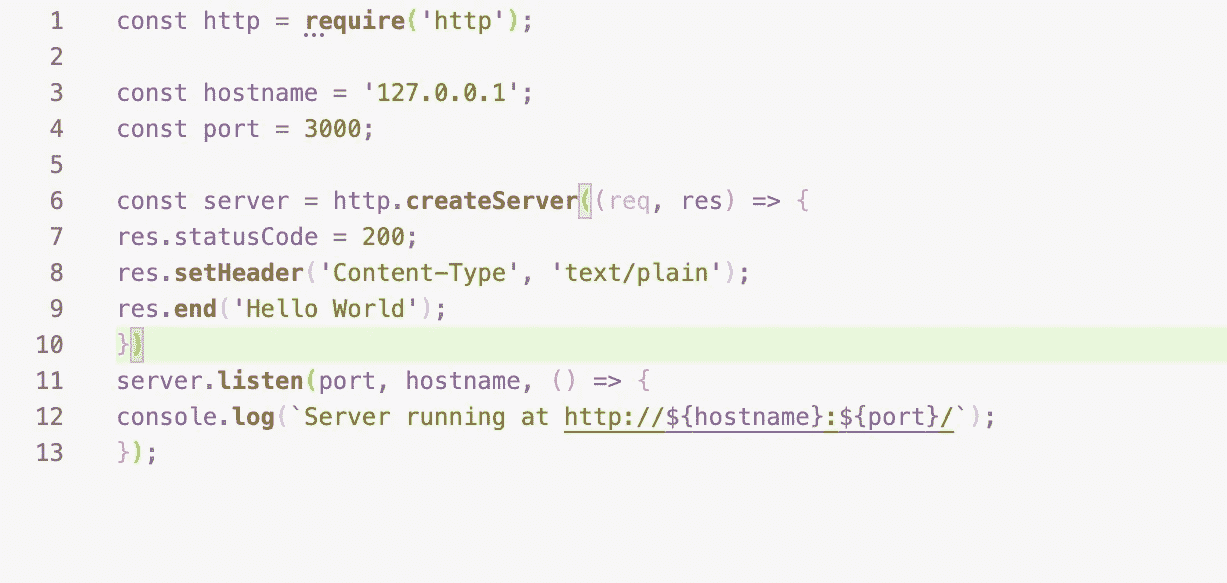 1 const http = require('http');
2
3 const hostname = '127.0.0.1';
4 const port = 3000;
5
6 const server = http.createServer((req, res) => {
7 res.statusCode = 200;
8 res.setHeader('Content-Type', 'text/plain');
9 res.end('Hello World');
10 })
11 server.listen(port, hostname, () => {
12 console.log(`Server running at http://${hostname}:${port}/`);
13 });